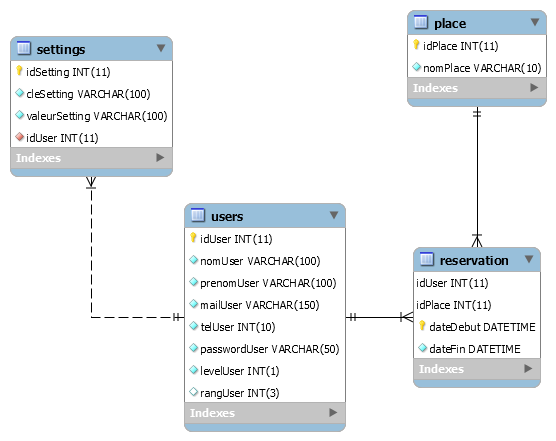 settings
idSetting INT(11)
cleSetting VARCHAR(100)
valeurSetting VARCHAR(100)
idUser INT(11)
Indexes
place
idPlace INT(11)
nomPlace VARCHAR(10)
Indexes
users
idUser INT(11)
nomUser VARCHAR(100)
prenomUser VARCHAR(100)
mailUser VARCHAR(150)
telUser INT(10)
passwordUser VARCHAR(50)
levelUser INT(1)
rangUser INT(3)
Indexes
reservation
idUser INT(11)
idPlace INT(11)
dateDebut DATETIME
dateFin DATETIME
Indexes